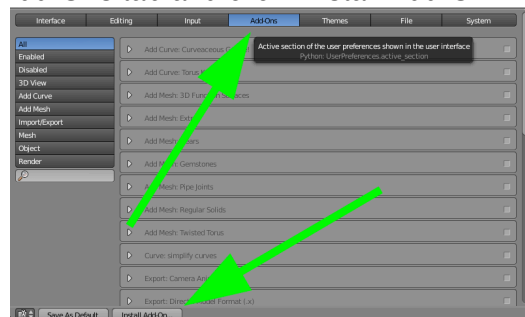 Interface Editing Input Add-Ons Themes File System
All
Enabled
Disabled
3D View
Add Curve
Add Mesh
Import/Export
Mesh
Object
Render
Add Curve: Curveaceous
Active section of the user preferences shown in the user interface
Python: UserPreferences.active_section
Add Curve: Torus
Add Mesh: 3D Function Surfaces
Add Mesh:
Add Mesh:
Add Mesh: Gemstones
Add Mesh: Pipe Joints
Add Mesh: Regular Solids
Add Mesh: Twisted Torus
Curve: simplify curves
Export: Camera
Export: Model Format (.x)
Save As Default Install Add-On...